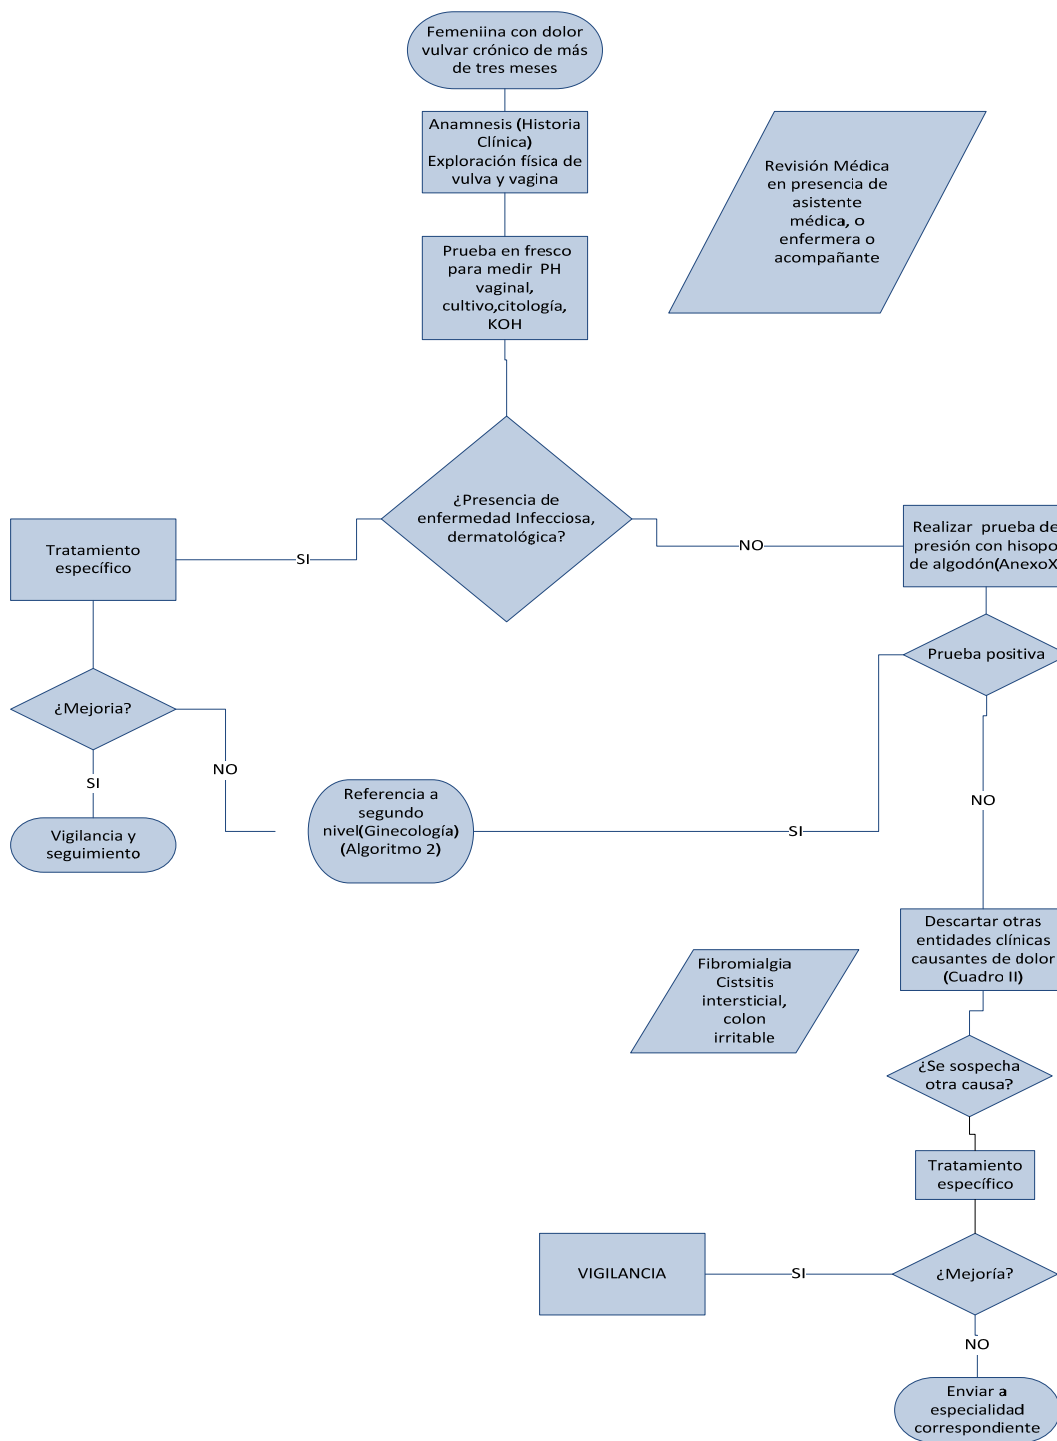 Femeniina con dolor
vulvar crónico de más
de tres meses
Anamnesis (Historia
Clínica)
Exploración física de
vulva y vagina
Revisión Médica
en presencia de
asistente
médica, o
enfermera o
acompañante
Prueba en fresco
para medir PH
vaginal,
cultivo,citología,
KOH
¿Presencia de
enfermedad Infecciosa,
dermatológica?
SI
NO
Tratamiento
específico
Realizar prueba de
presión con hisopo
de algodón(AnexoX
Prueba positiva
¿Mejoria?
NO
SI
Vigilancia y
seguimiento
Referencia a
segundo
nivel(Ginecología)
(Algoritmo 2)
SI
NO
Descartar otras
entidades clínicas
causantes de dolor
(Cuadro II)
Fibromialgia
Cistsitis
intersticial,
colon
irritable
¿Se sospecha
otra causa?
Tratamiento
específico
¿Mejoría?
SI
VIGILANCIA
NO
Enviar a
especialidad
correspondiente